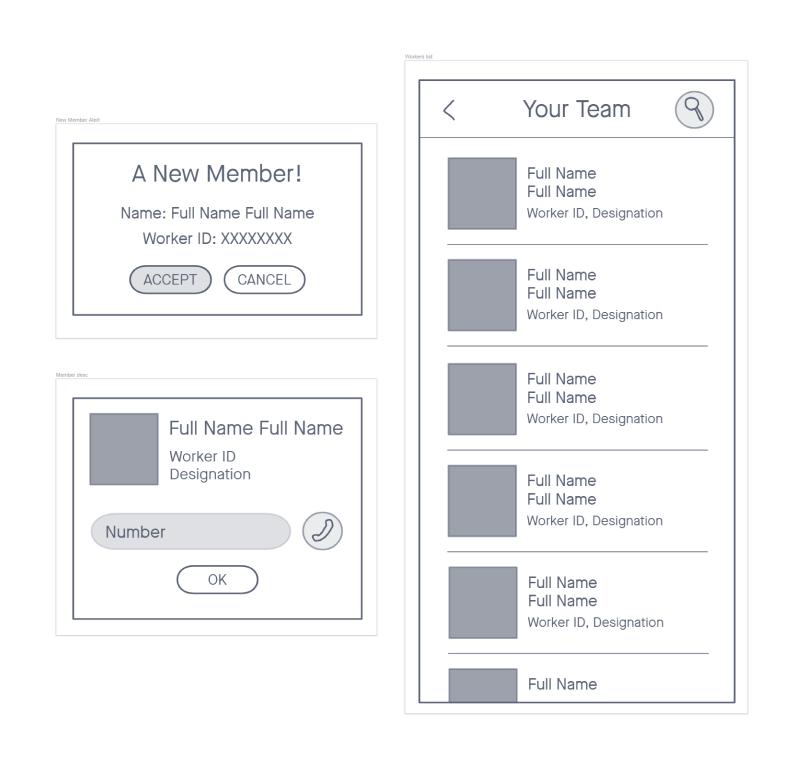 New Member Alert
A New Member!
Name: Full Name Full Name
Worker ID: XXXXXXXX
ACCEPT
CANCEL
Member desc
Full Name Full Name
Worker ID
Designation
Number
OK
Workers list
Your Team
Full Name
Full Name
Worker ID, Designation
Full Name
Full Name
Worker ID, Designation
Full Name
Full Name
Worker ID, Designation
Full Name
Full Name
Worker ID, Designation
Full Name
Full Name
Worker ID, Designation
Full Name